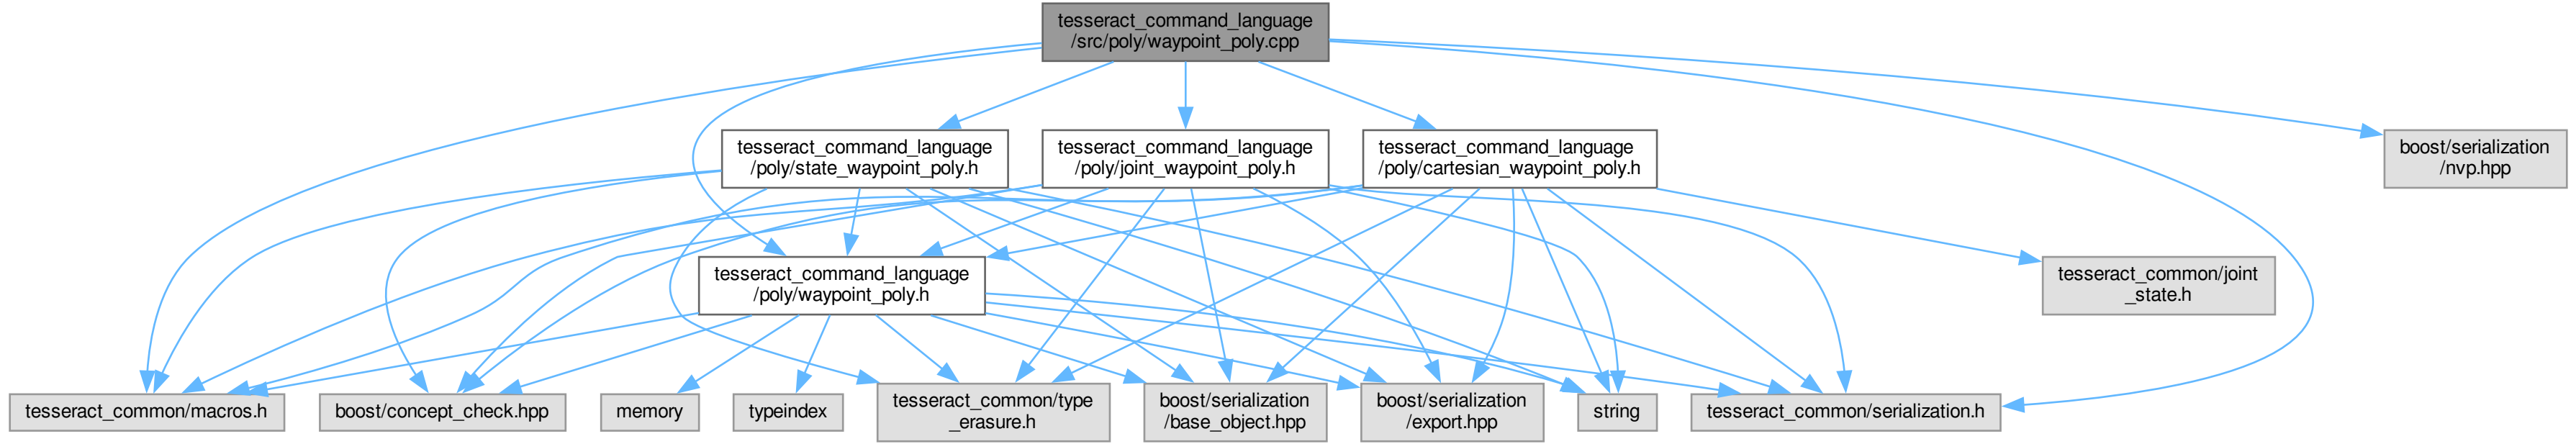 tesseract_command_language
/src/poly/waypoint_poly.cpp
tesseract_command_language
/poly/state_waypoint_poly.h
tesseract_command_language
/poly/joint_waypoint_poly.h
tesseract_command_language
/poly/cartesian_waypoint_poly.h
boost/serialization
/nvp.hpp
tesseract_command_language
/poly/waypoint_poly.h
tesseract_common/joint
_state.h
tesseract_common/macros.h
boost/concept_check.hpp
memory
typeindex
tesseract_common/type
_erasure.h
boost/serialization
/base_object.hpp
boost/serialization
/export.hpp
string
tesseract_common/serialization.h